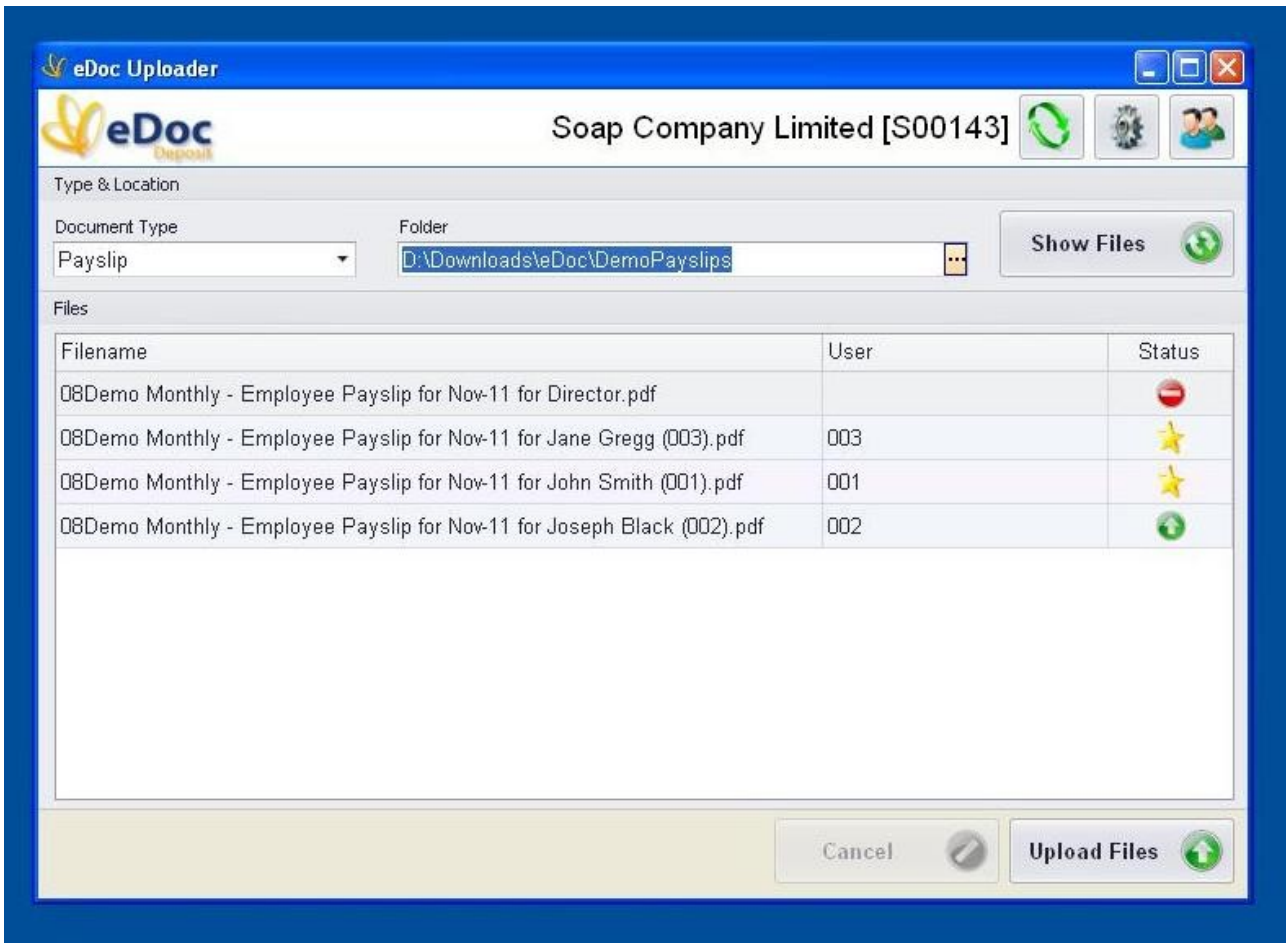 eDoc Uploader
eDoc
Deposit
Soap Company Limited [S00143]
Type & Location
Document Type
Folder
Payslip
D:\Downloads\eDoc\DemoPayslips
...
Show Files
Files
Filename User Status
08Demo Monthly - Employee Payslip for Nov-11 for Director.pdf
08Demo Monthly - Employee Payslip for Nov-11 for Jane Gregg (003).pdf 003
08Demo Monthly - Employee Payslip for Nov-11 for John Smith (001).pdf 001
08Demo Monthly - Employee Payslip for Nov-11 for Joseph Black (002).pdf 002
Cancel
Upload Files